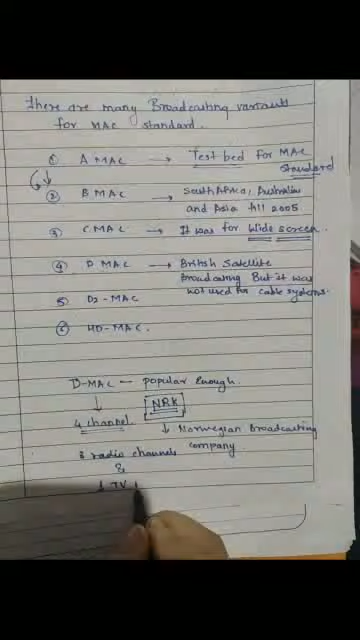 There are many Broadcasting variants
for MAC standard.
① A MAC → Test bed for MAC
standard
② B MAC → South Africa, Australia
and Asia till 2005
③ C MAC → It was for Wide screen.
④ D MAC → British Satellite
Broadcasting But it was
not used for cable systems.
⑤ D2-MAC
⑥ HD-MAC.
D-MAC — popular enough.
↓ NRK
4 channel. ↓ Norwegian Broadcasting
company
3 radio channels
&
1 TV